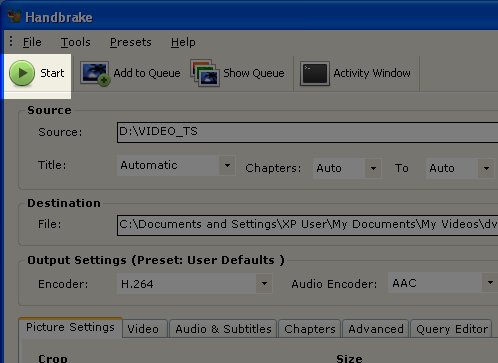 Handbrake
File Tools Presets Help
Start Add to Queue Show Queue Activity Window
Source
Source: D:\VIDEO_TS
Title: Automatic Chapters: Auto To Auto
Destination
File: C:\Documents and Settings\XP User\My Documents\My Videos\dv
Output Settings (Preset: User Defaults )
Encoder: H.264 Audio Encoder: AAC
Picture Settings Video Audio & Subtitles Chapters Advanced Query Editor
Crop Size